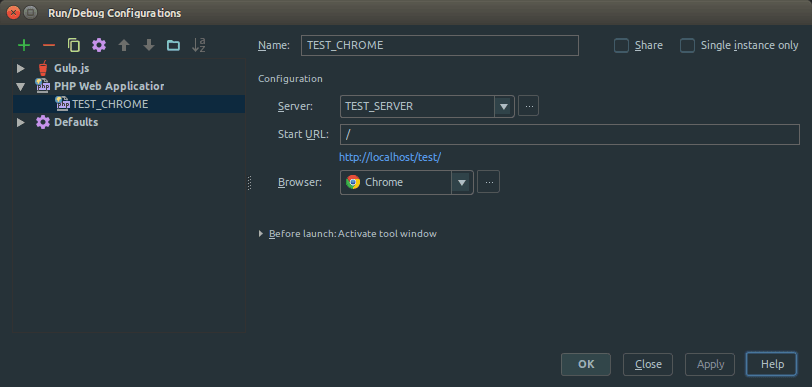 Run/Debug Configurations
Name: TEST_CHROME Share Single instance only
Gulp.js
PHP Web Application
TEST_CHROME
Defaults
Configuration
Server: TEST_SERVER ...
Start URL: /
http://localhost/test/
Browser: Chrome ...
Before launch: Activate tool window
OK Close Apply Help